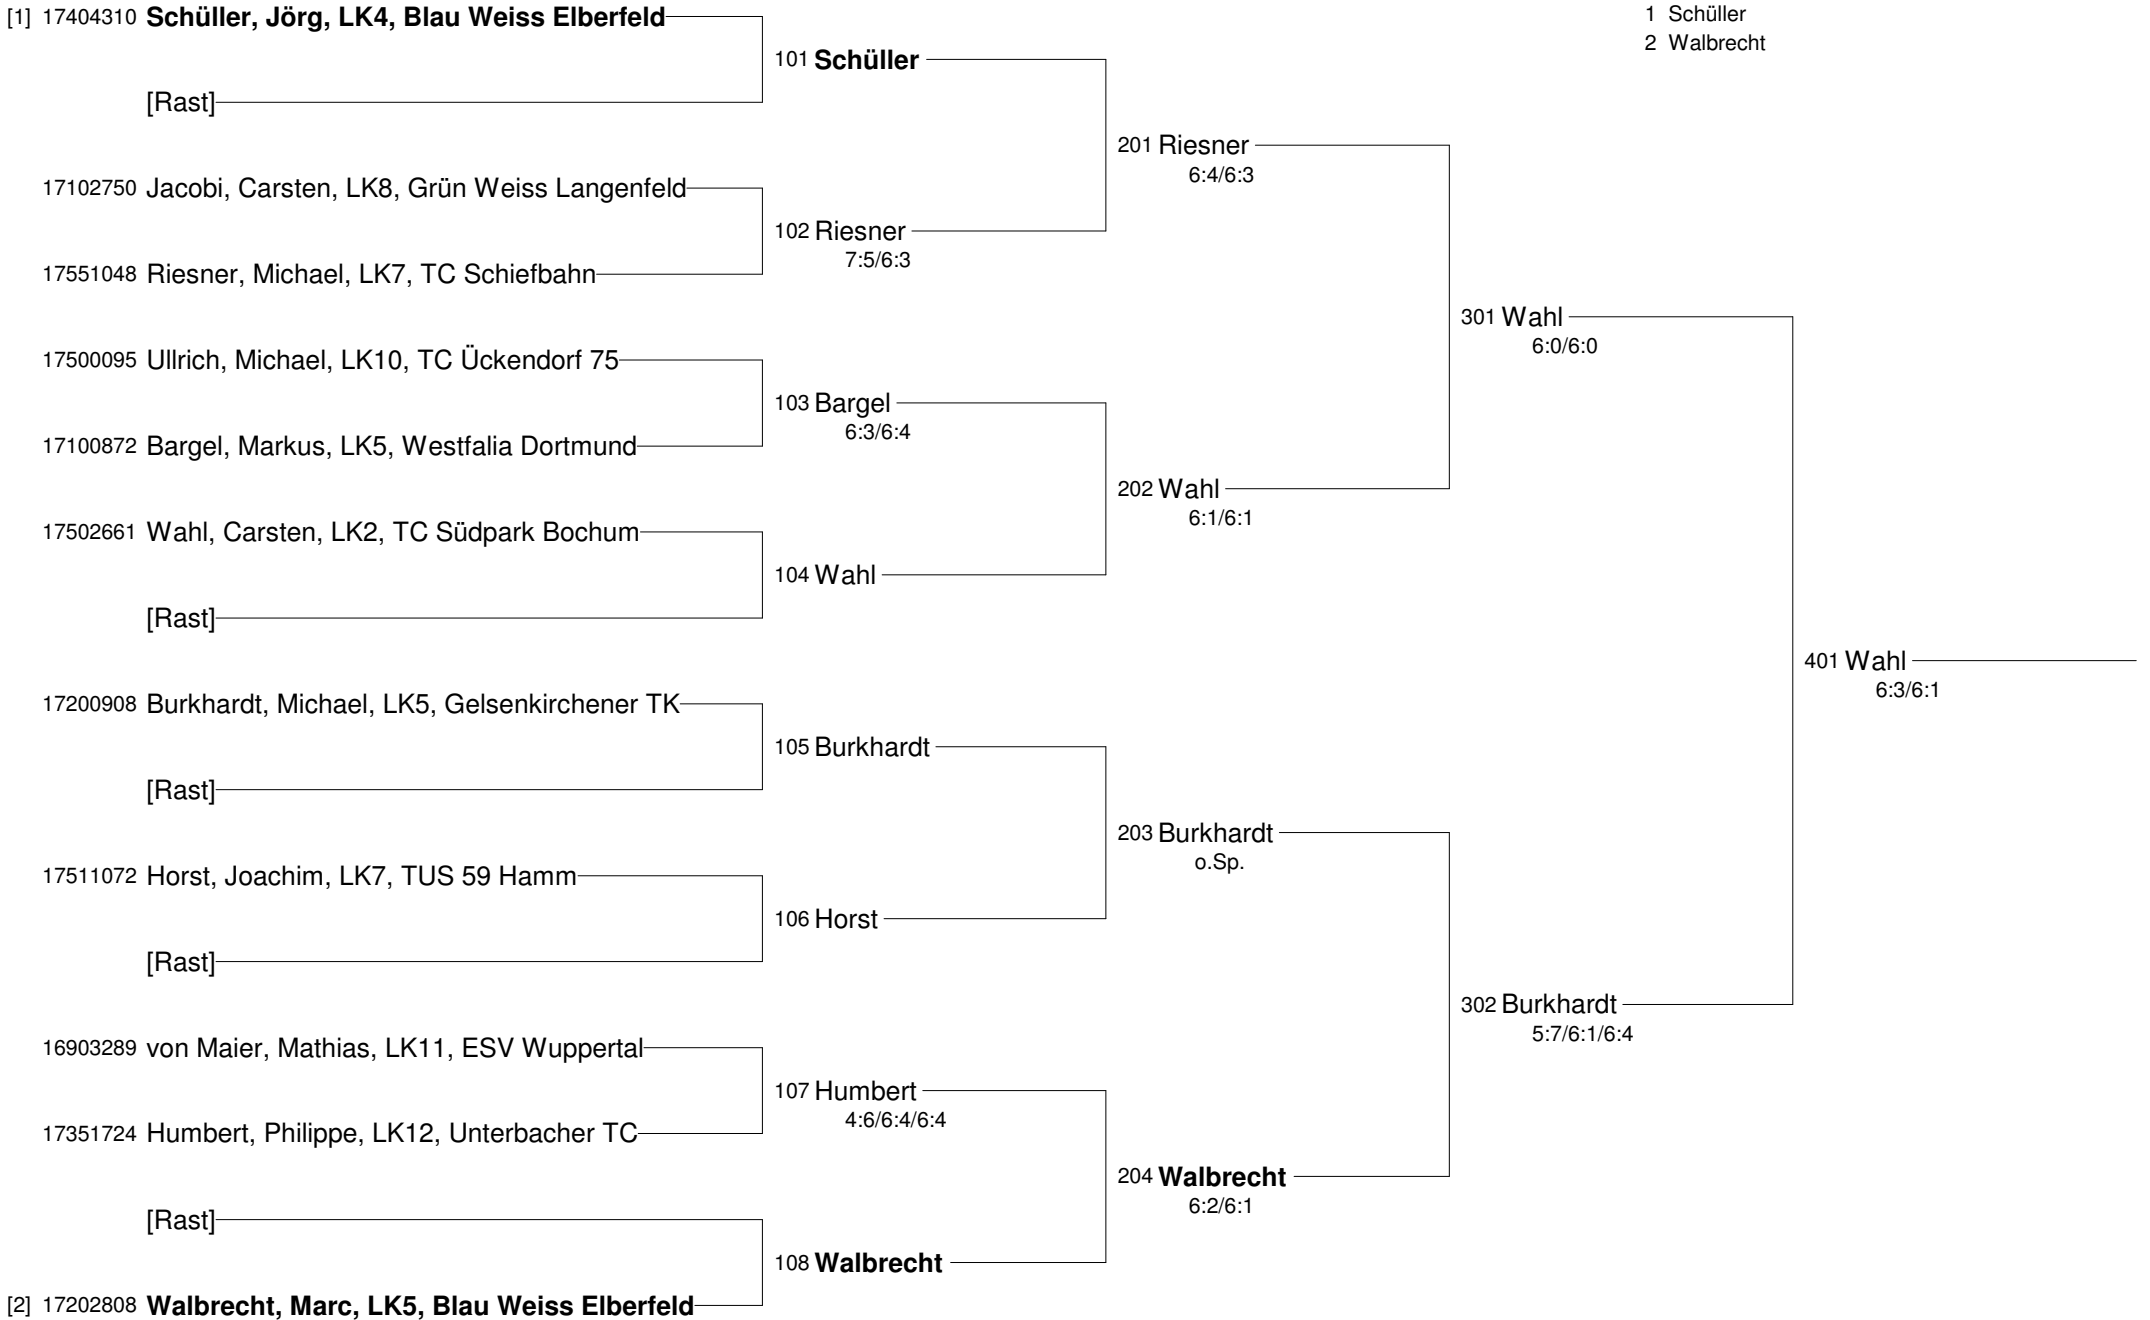 [1] 17404310 Schüller, Jörg, LK4, Blau Weiss Elberfeld
1 Schüller
2 Walbrecht
101 Schüller
[Rast]
201 Riesner
6:4/6:3
17102750 Jacobi, Carsten, LK8, Grün Weiss Langenfeld
102 Riesner
7:5/6:3
17551048 Riesner, Michael, LK7, TC Schiefbahn
301 Wahl
6:0/6:0
17500095 Ullrich, Michael, LK10, TC Ückendorf 75
103 Bargel
6:3/6:4
17100872 Bargel, Markus, LK5, Westfalia Dortmund
202 Wahl
6:1/6:1
17502661 Wahl, Carsten, LK2, TC Südpark Bochum
104 Wahl
[Rast]
401 Wahl
6:3/6:1
17200908 Burkhardt, Michael, LK5, Gelsenkirchener TK
105 Burkhardt
[Rast]
203 Burkhardt
o.Sp.
17511072 Horst, Joachim, LK7, TUS 59 Hamm
106 Horst
[Rast]
302 Burkhardt
5:7/6:1/6:4
16903289 von Maier, Mathias, LK11, ESV Wuppertal
107 Humbert
4:6/6:4/6:4
17351724 Humbert, Philippe, LK12, Unterbacher TC
204 Walbrecht
6:2/6:1
[Rast]
108 Walbrecht
[2] 17202808 Walbrecht, Marc, LK5, Blau Weiss Elberfeld